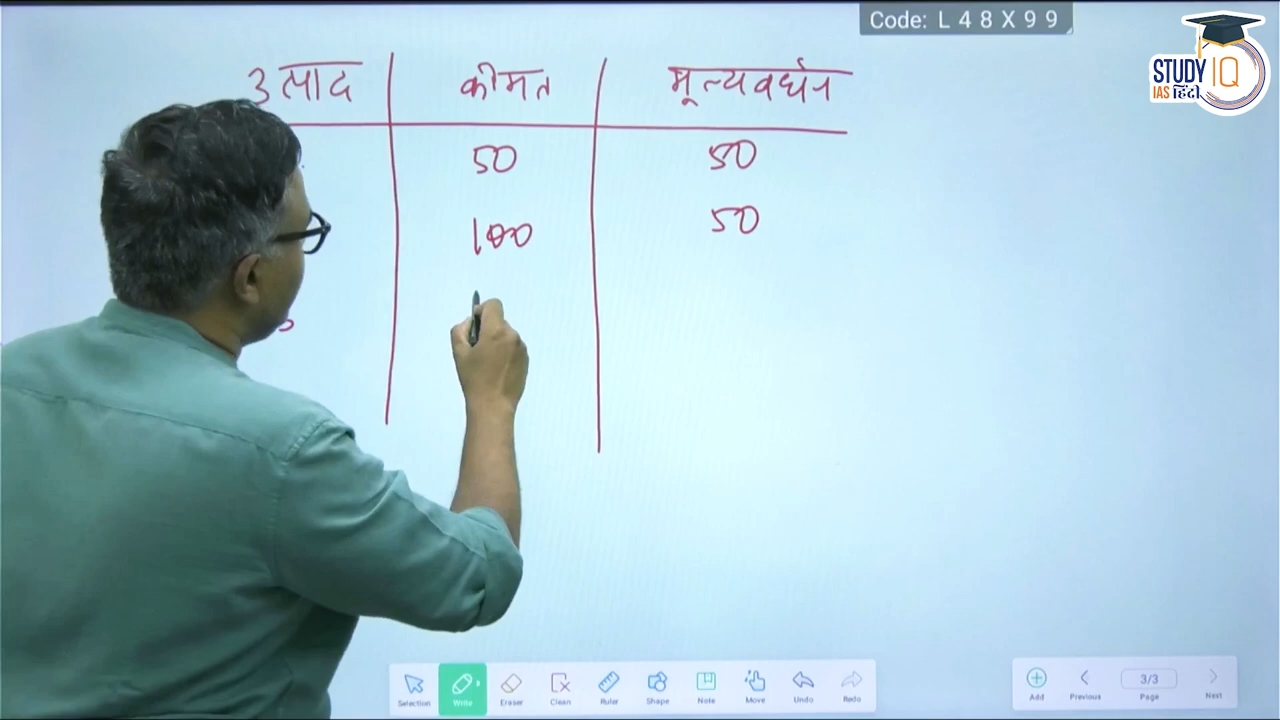 Code: L 4 8 X 9 9
STUDY IQ
IAS हिंदी
उत्पाद कीमत मूल्यवर्धन
50 50
100 50
Selection Write Eraser Clean Ruler Shape Note Move Undo Redo
Add Previous 3/3 Page Next